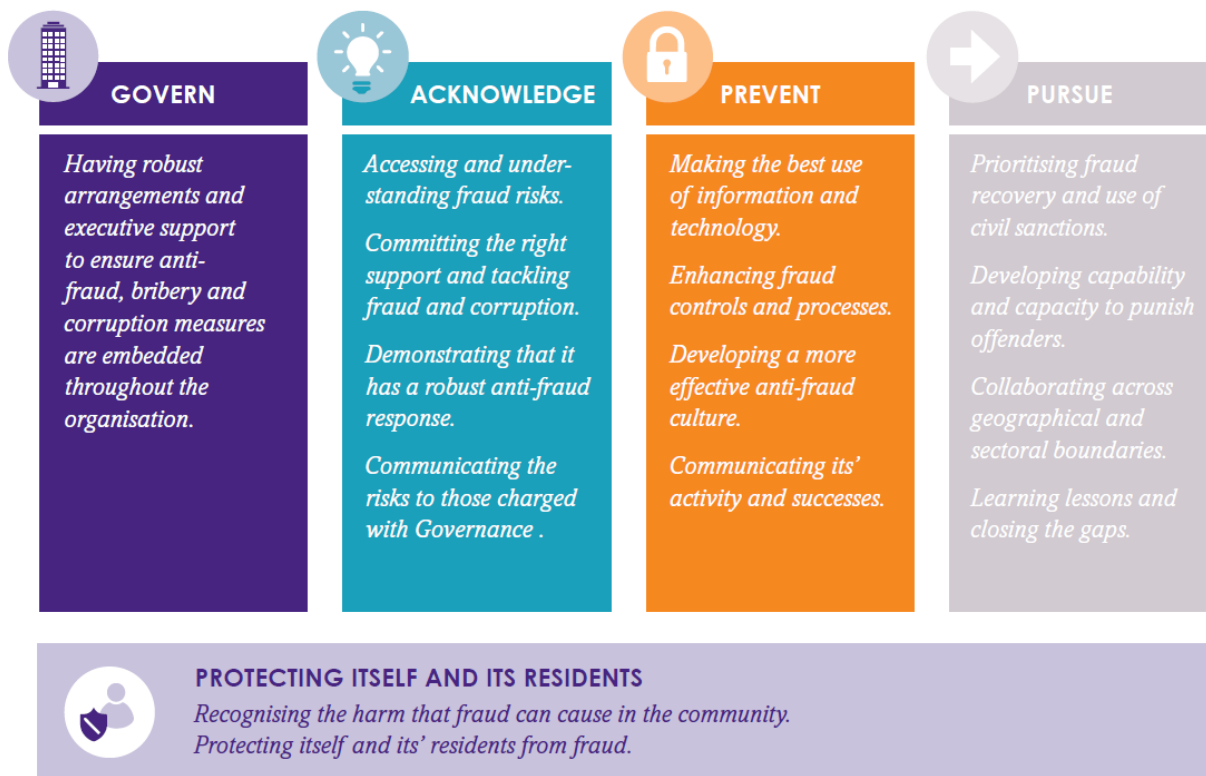 GOVERN
Having robust
arrangements and
executive support
to ensure anti-
fraud, bribery and
corruption measures
are embedded
throughout the
organisation.
ACKNOWLEDGE
Accessing and under-
standing fraud risks.
Committing the right
support and tackling
fraud and corruption.
Demonstrating that it
has a robust anti-fraud
response.
Communicating the
risks to those charged
with Governance .
PREVENT
Making the best use
of information and
technology.
Enhancing fraud
controls and processes.
Developing a more
effective anti-fraud
culture.
Communicating its’
activity and successes.
PURSUE
Prioritising fraud
recovery and use of
civil sanctions.
Developing capability
and capacity to punish
offenders.
Collaborating across
geographical and
sectoral boundaries.
Learning lessons and
closing the gaps.
PROTECTING ITSELF AND ITS RESIDENTS
Recognising the harm that fraud can cause in the community.
Protecting itself and its’ residents from fraud.